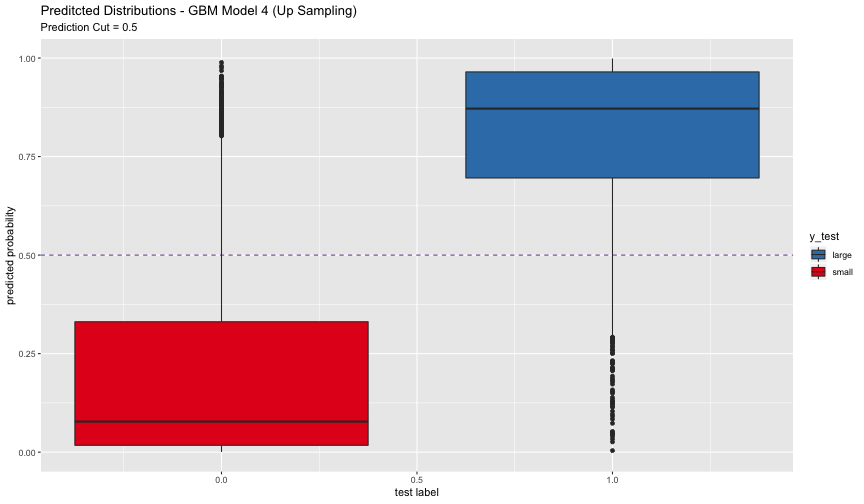 Preditcted Distributions - GBM Model 4 (Up Sampling)
Prediction Cut = 0.5
1.00
0.75
0.50
0.25
0.00
predicted probability
0.0
0.5
1.0
test label
y_test
large
small